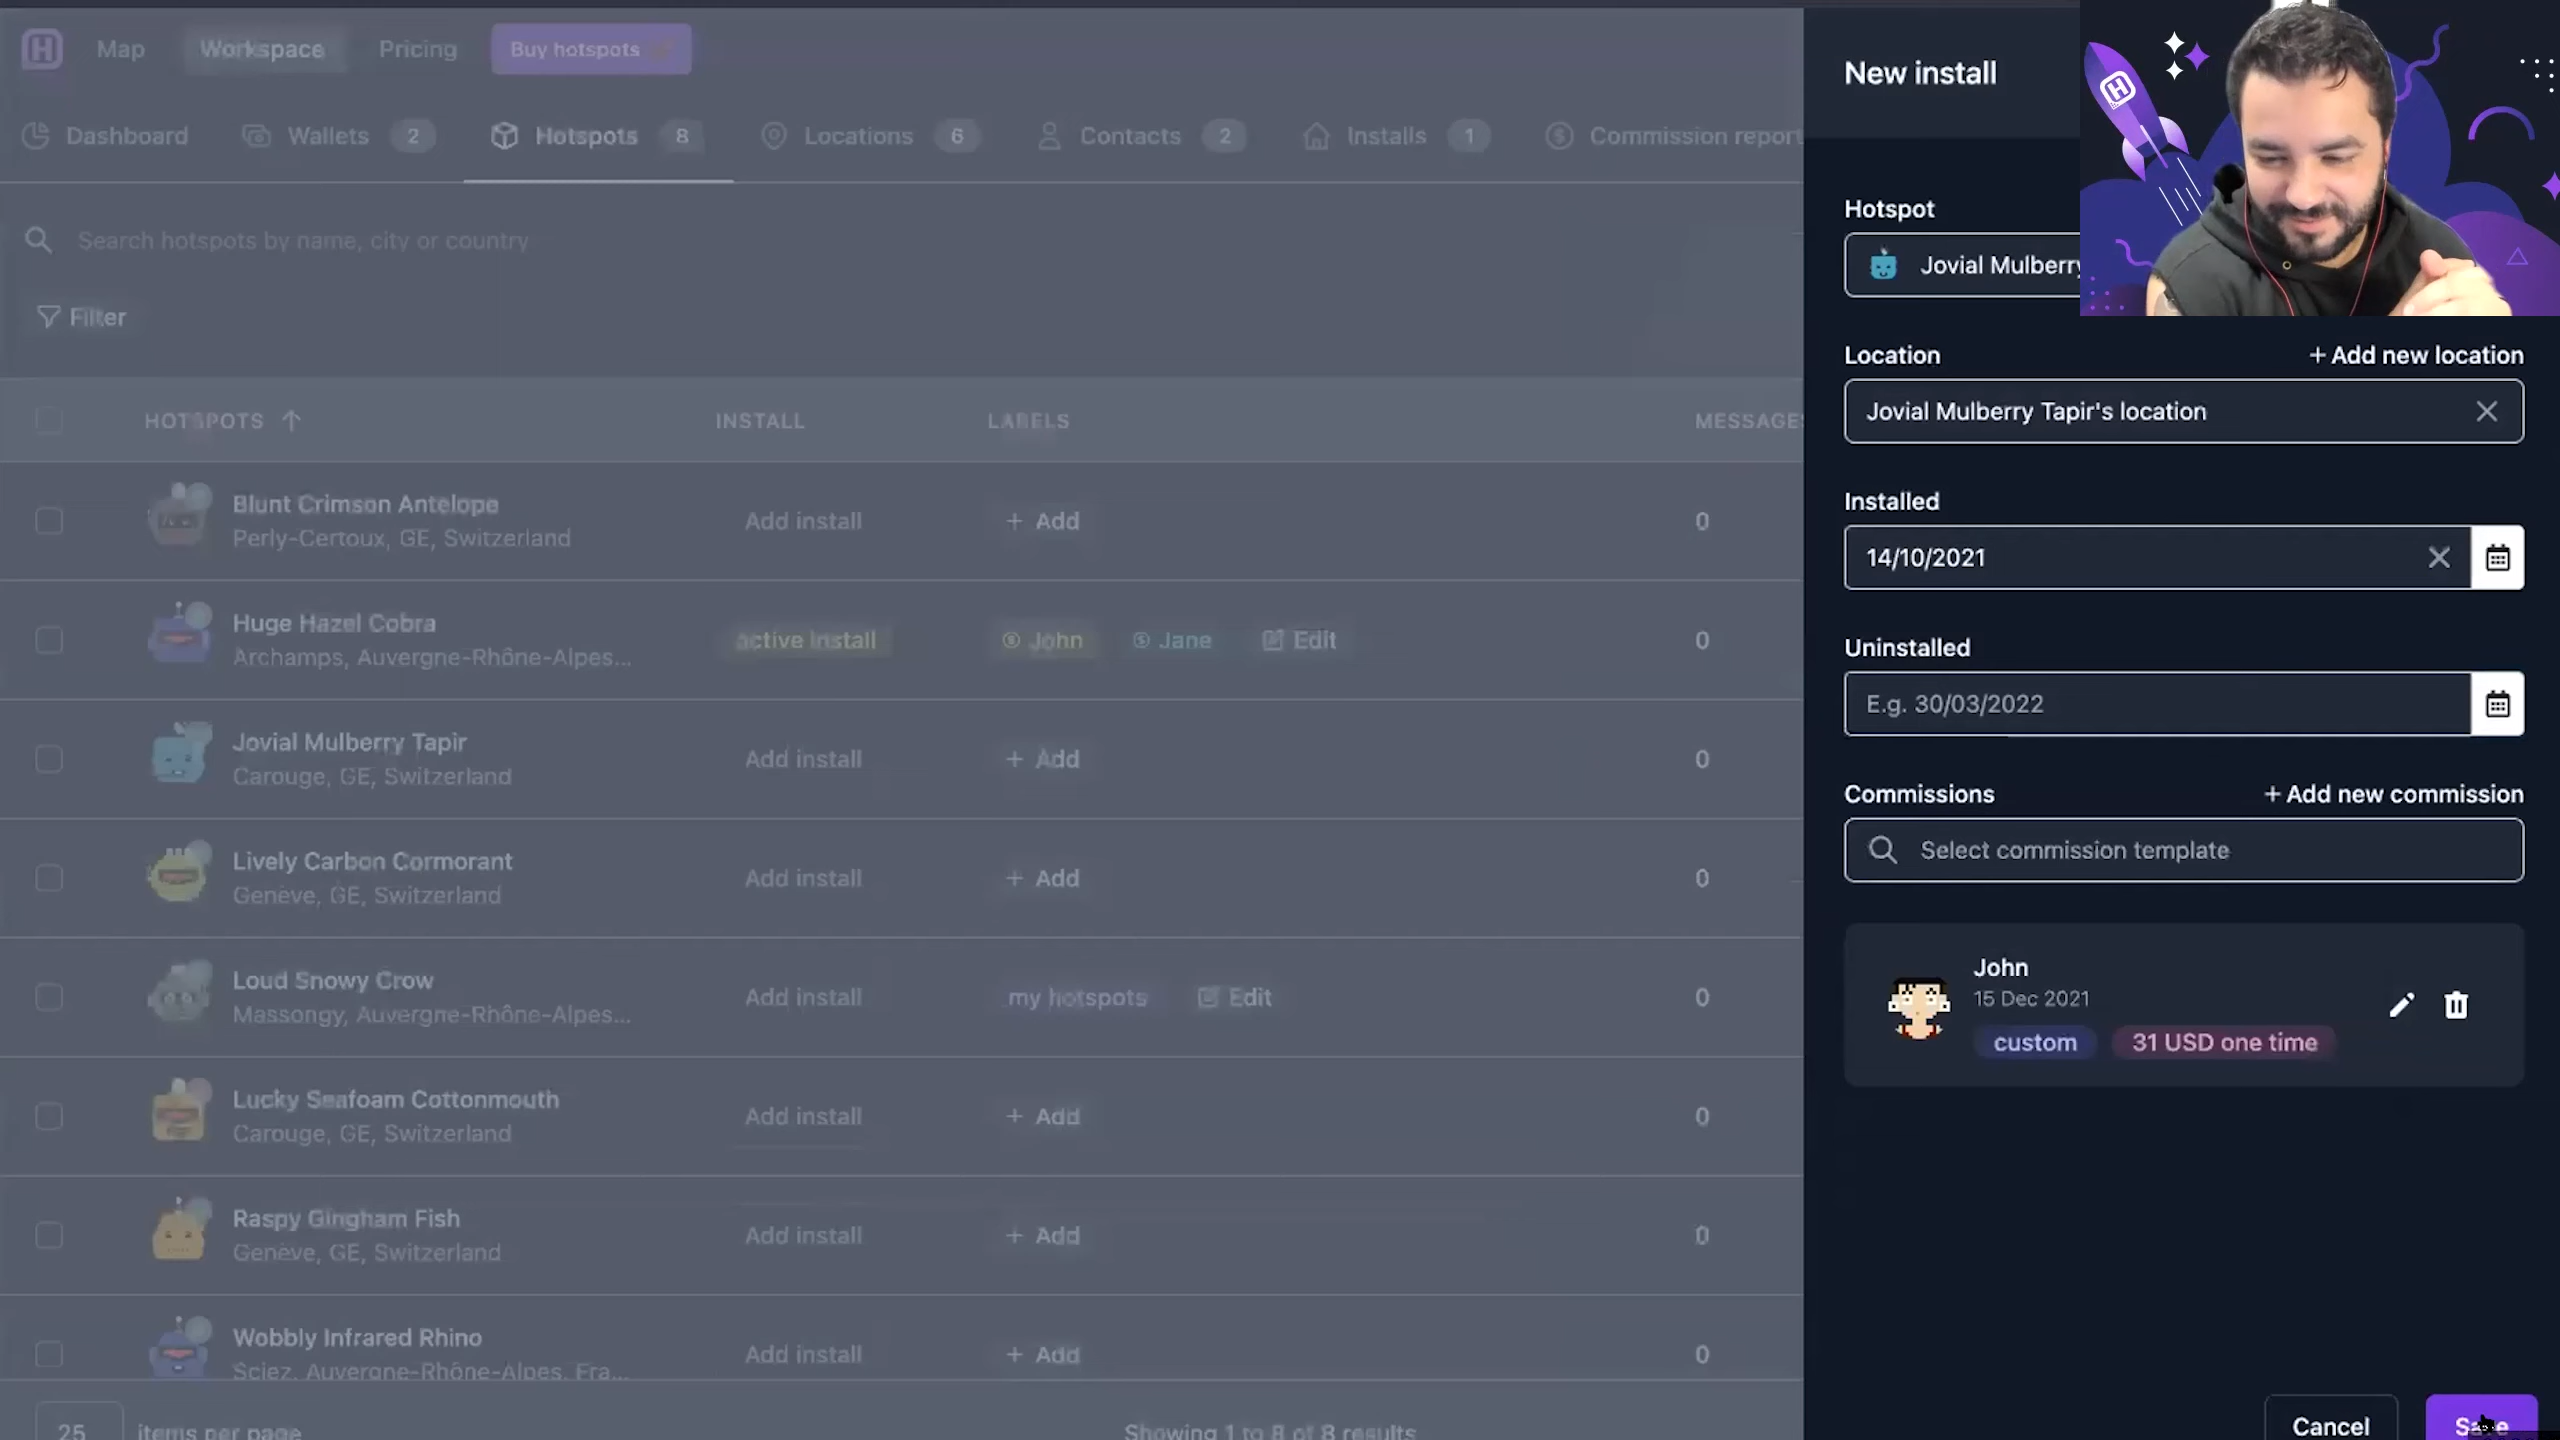 H Map Workspace Pricing Buy hotspots
Dashboard Wallets 2 Hotspots 8 Locations 6 Contacts 2 Installs 1 Commission report
Search hotspots by name, city or country
Filter
HOTSPOTS INSTALL LABELS MESSAGES
Blunt Crimson Antelope
Perly-Certoux, GE, Switzerland
Add install + Add 0
Huge Hazel Cobra
Archamps, Auvergne-Rhône-Alpes...
active install John Jane Edit 0
Jovial Mulberry Tapir
Carouge, GE, Switzerland
Add install + Add 0
Lively Carbon Cormorant
Genève, GE, Switzerland
Add install + Add 0
Loud Snowy Crow
Massongy, Auvergne-Rhône-Alpes...
Add install my hotspots Edit 0
Lucky Seafoam Cottonmouth
Carouge, GE, Switzerland
Add install + Add 0
Raspy Gingham Fish
Genève, GE, Switzerland
Add install + Add 0
Wobbly Infrared Rhino
Sciez, Auvergne-Rhône-Alpes, Fra...
Add install + Add 0
25 items per page Showing 1 to 8 of 8 results
New install
H
Hotspot
Jovial Mulberry
Location + Add new location
Jovial Mulberry Tapir's location
Installed
14/10/2021
Uninstalled
E.g. 30/03/2022
Commissions + Add new commission
Select commission template
John
15 Dec 2021
custom 31 USD one time
Cancel Save